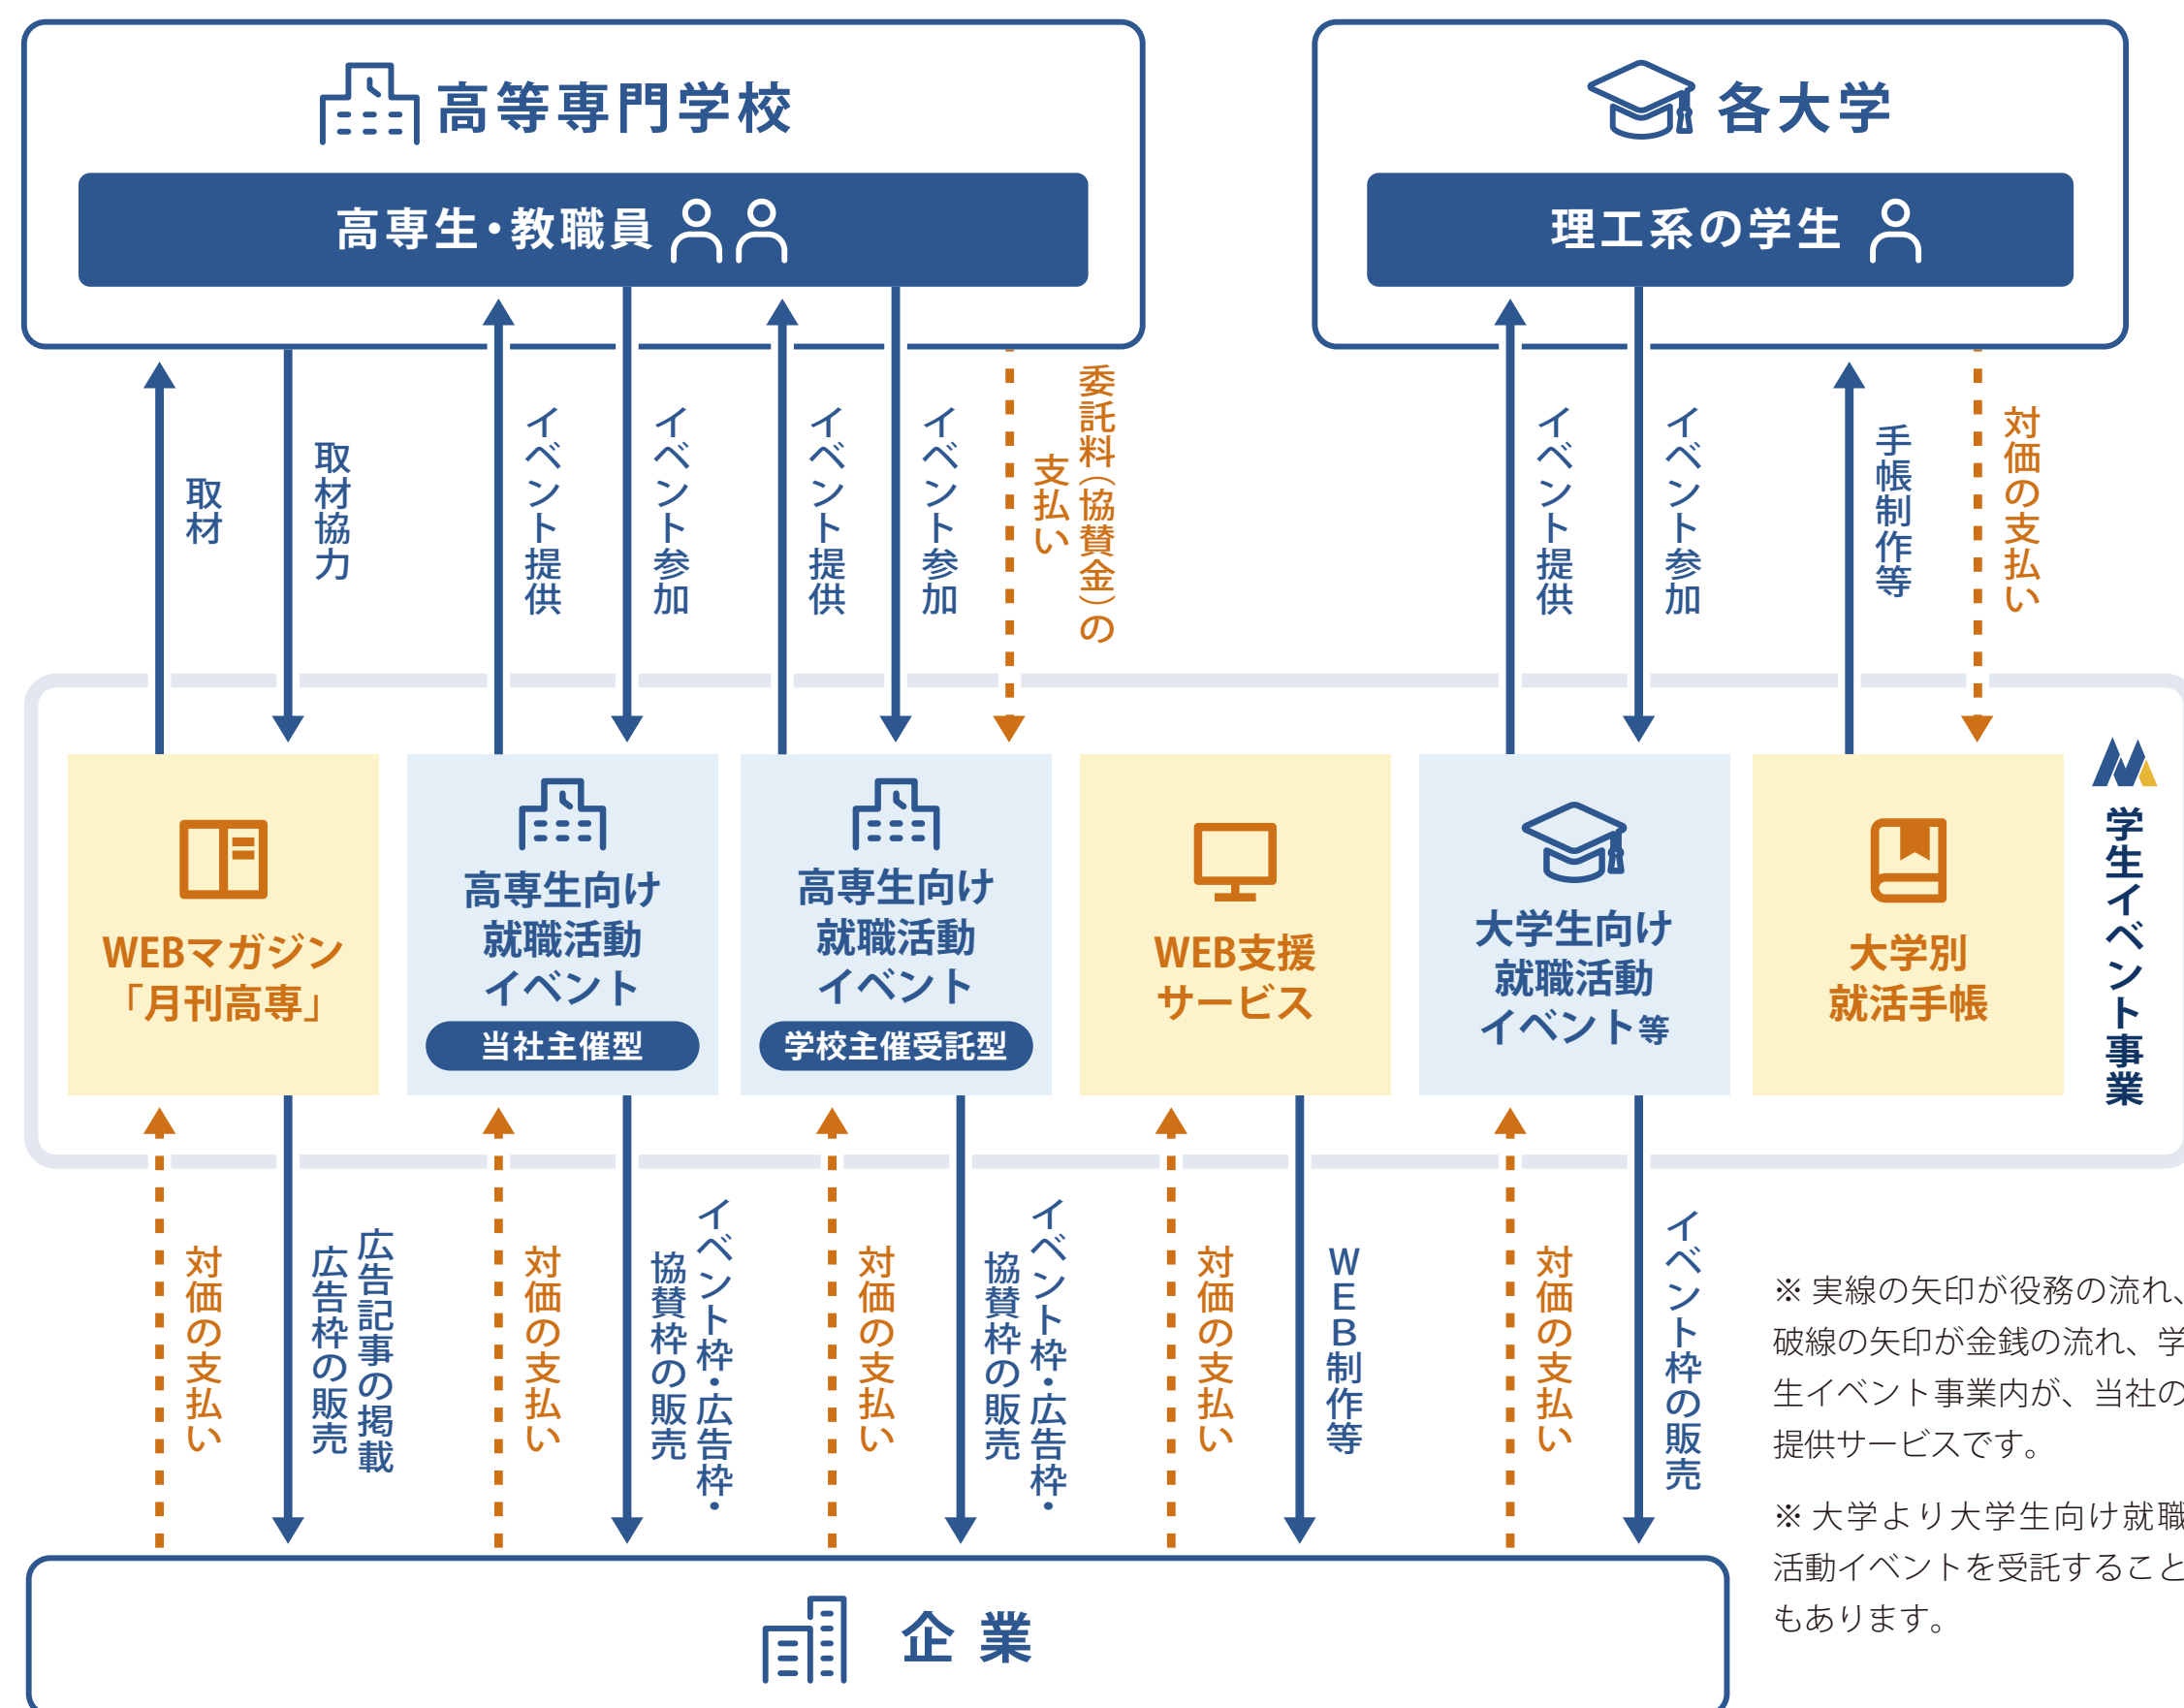 高等専門学校
高専生・教職員
各大学
理工系の学生
取材
取材協力
イベント提供
イベント参加
イベント提供
イベント参加
委託料（協賛金）の
支払い
イベント提供
イベント参加
手帳制作等
対価の支払い
WEBマガジン
「月刊高専」
高専生向け
就職活動
イベント
当社主催型
高専生向け
就職活動
イベント
学校主催受託型
WEB支援
サービス
大学生向け
就職活動
イベント等
大学別
就活手帳
学生イベント事業
対価の支払い
広告記事の掲載
広告枠の販売
対価の支払い
イベント枠・広告枠・
協賛枠の販売
対価の支払い
イベント枠・広告枠・
協賛枠の販売
対価の支払い
WEB制作等
対価の支払い
イベント枠の販売
※ 実線の矢印が役務の流れ、
破線の矢印が金銭の流れ、学
生イベント事業内が、当社の
提供サービスです。
※ 大学より大学生向け就職
活動イベントを受託すること
もあります。
企業